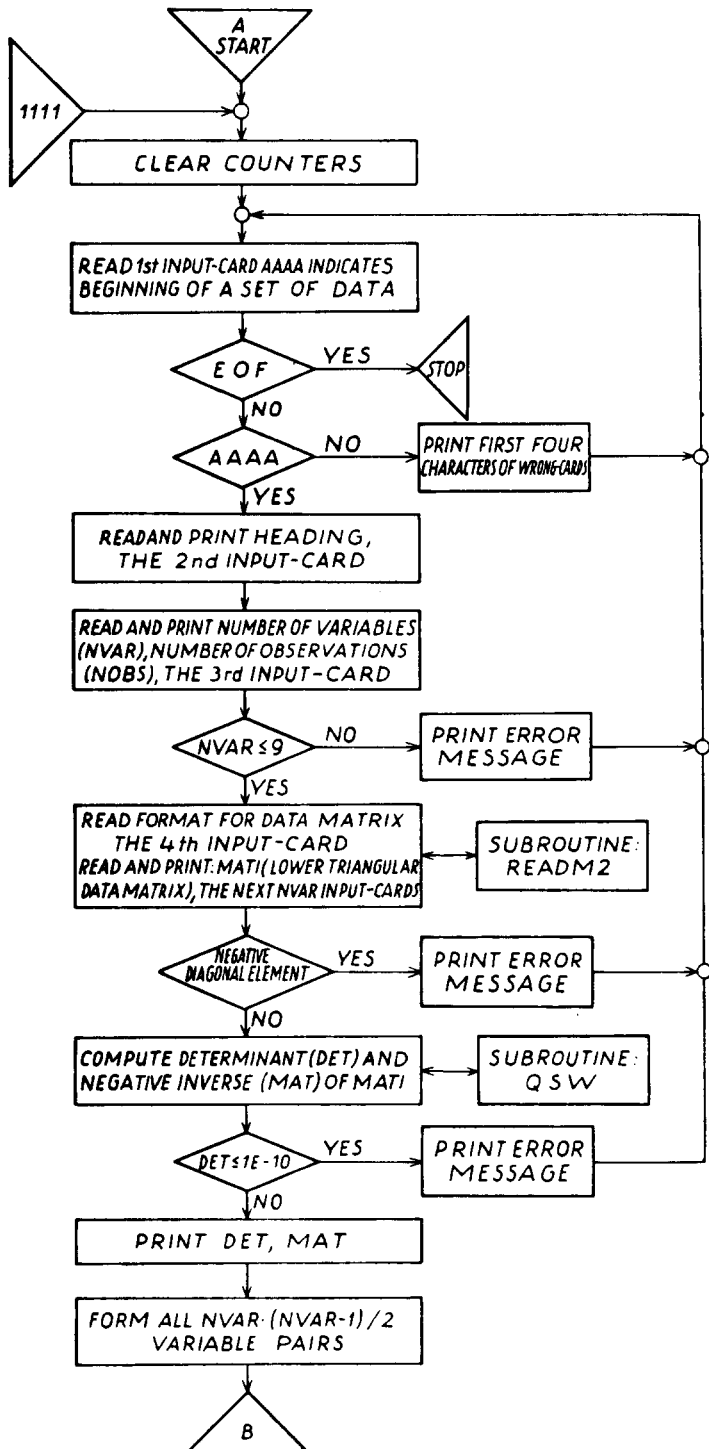 A
START
1111
CLEAR COUNTERS
READ 1st INPUT-CARD AAAA INDICATES
BEGINNING OF A SET OF DATA
EOF
YES
STOP
NO
AAAA
NO
PRINT FIRST FOUR
CHARACTERS OF WRONG-CARDS
YES
READ AND PRINT HEADING,
THE 2nd INPUT-CARD
READ AND PRINT NUMBER OF VARIABLES
(NVAR), NUMBER OF OBSERVATIONS
(NOBS), THE 3rd INPUT-CARD
NVAR ≤ 9
NO
PRINT ERROR
MESSAGE
YES
READ FORMAT FOR DATA MATRIX
THE 4th INPUT-CARD
READ AND PRINT: MATI (LOWER TRIANGULAR
DATA MATRIX), THE NEXT NVAR INPUT-CARDS
SUBROUTINE:
READM2
NEGATIVE
DIAGONAL ELEMENT
YES
PRINT ERROR
MESSAGE
NO
COMPUTE DETERMINANT (DET) AND
NEGATIVE INVERSE (MAT) OF MATI
SUBROUTINE:
QSW
DET ≤ 1E-10
YES
PRINT ERROR
MESSAGE
NO
PRINT DET, MAT
FORM ALL NVAR·(NVAR-1)/2
VARIABLE PAIRS
B